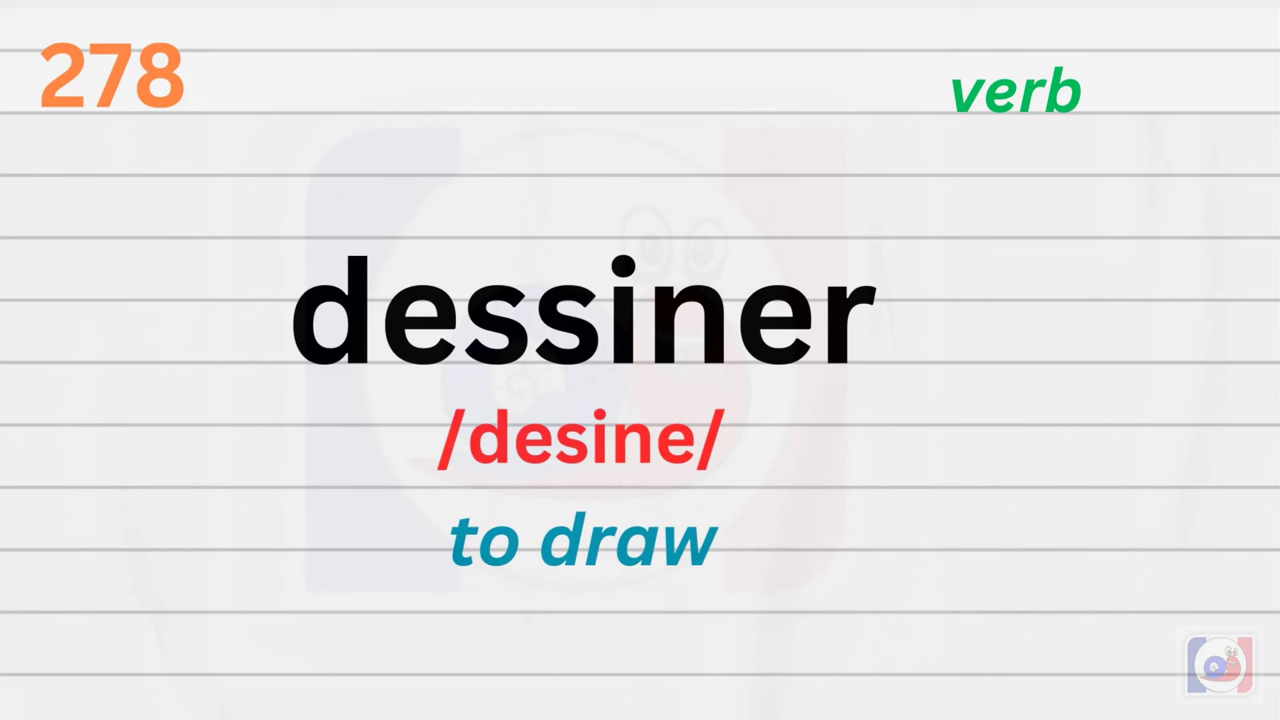 278
verb
dessiner
/desine/
to draw